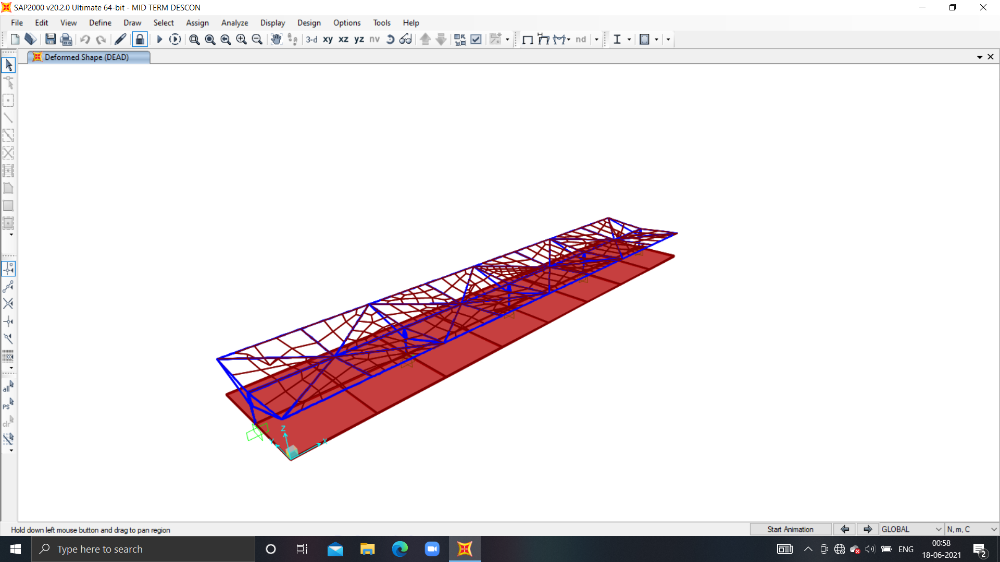 SAP2000 v20.2.0 Ultimate 64-bit - MID TERM DESCON
File Edit View Define Draw Select Assign Analyze Display Design Options Tools Help
3-d xy xz yz nv nd
Deformed Shape (DEAD)
all
PS
clr
Z
Y
X
Hold down left mouse button and drag to pan region
Start Animation
GLOBAL
N, m, C
Type here to search
ENG
00:58
18-06-2021
2